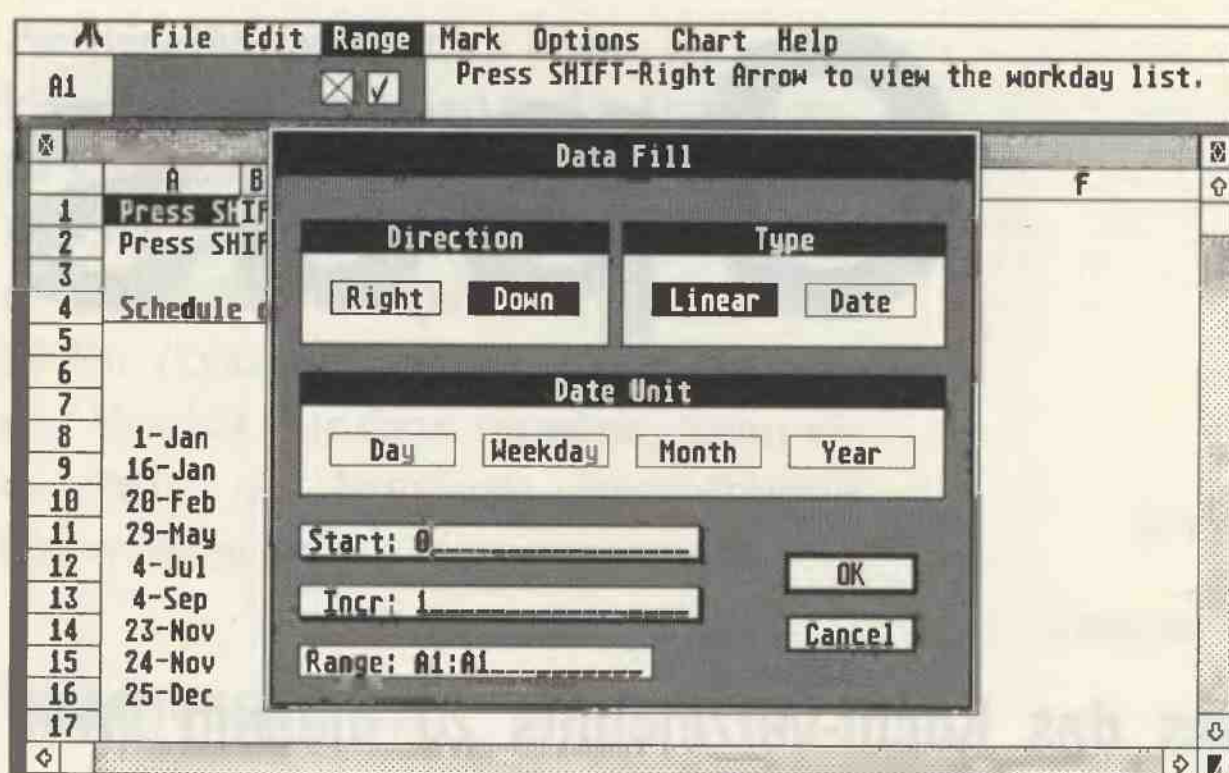 File Edit Range Mark Options Chart Help
A1 Press SHIFT-Right Arrow to view the workday list.
Data Fill
A B F
1 Press SHIF
2 Press SHIF
3
4 Schedule
5
6
7
8 1-Jan
9 16-Jan
10 20-Feb
11 29-May
12 4-Jul
13 4-Sep
14 23-Nov
15 24-Nov
16 25-Dec
17
Direction
Right Down
Type
Linear Date
Date Unit
Day Weekday Month Year
Start: 0
Incr: 1
Range: A1:A1
OK
Cancel